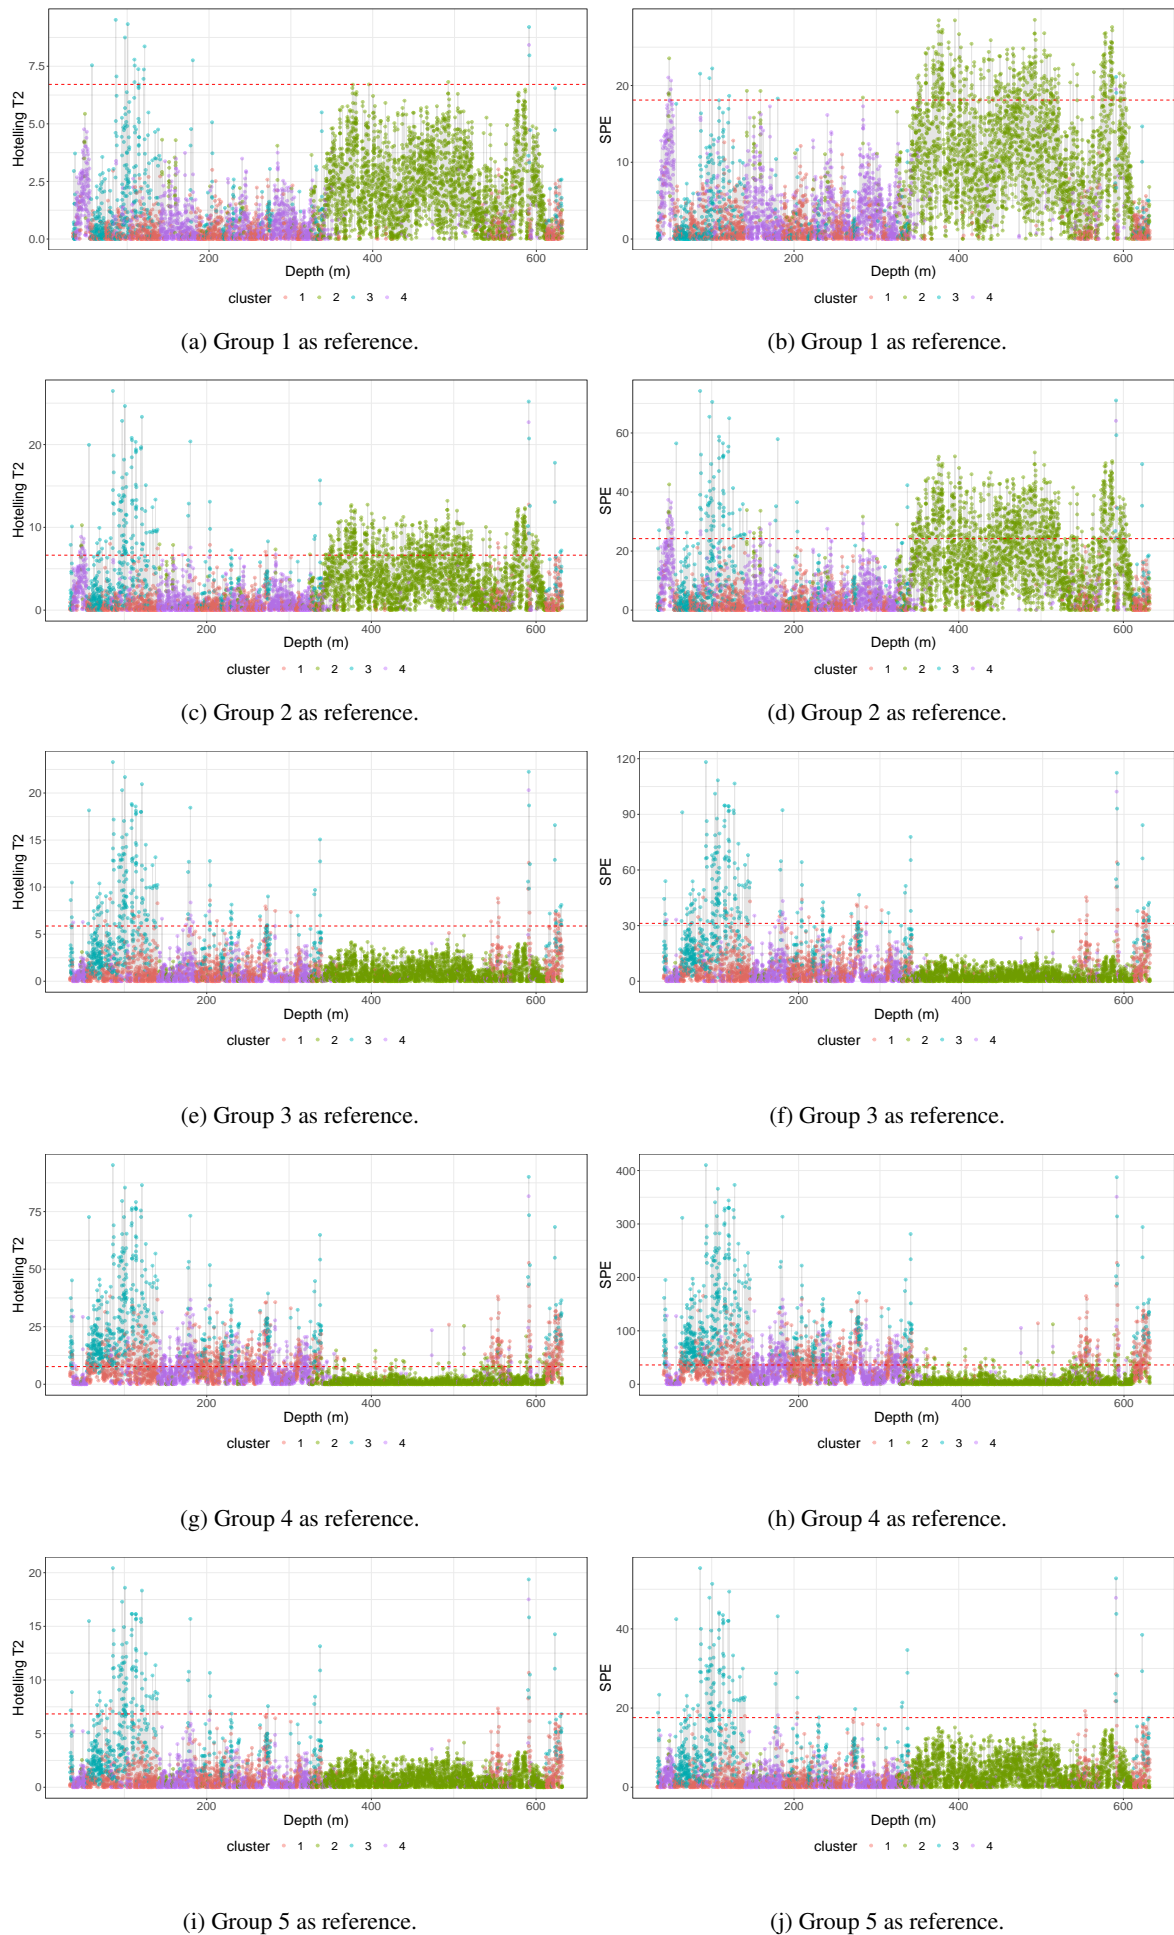 7.5
5.0
2.5
0.0
Hotelling T2
200 400 600
Depth (m)
cluster 1 2 3 4
(a) Group 1 as reference.
20
10
0
SPE
200 400 600
Depth (m)
cluster 1 2 3 4
(b) Group 1 as reference.
20
10
0
Hotelling T2
200 400 600
Depth (m)
cluster 1 2 3 4
(c) Group 2 as reference.
60
40
20
0
SPE
200 400 600
Depth (m)
cluster 1 2 3 4
(d) Group 2 as reference.
20
15
10
5
0
Hotelling T2
200 400 600
Depth (m)
cluster 1 2 3 4
(e) Group 3 as reference.
120
90
60
30
0
SPE
200 400 600
Depth (m)
cluster 1 2 3 4
(f) Group 3 as reference.
75
50
25
0
Hotelling T2
200 400 600
Depth (m)
cluster 1 2 3 4
(g) Group 4 as reference.
400
300
200
100
0
SPE
200 400 600
Depth (m)
cluster 1 2 3 4
(h) Group 4 as reference.
20
15
10
5
0
Hotelling T2
200 400 600
Depth (m)
cluster 1 2 3 4
(i) Group 5 as reference.
40
20
0
SPE
200 400 600
Depth (m)
cluster 1 2 3 4
(j) Group 5 as reference.